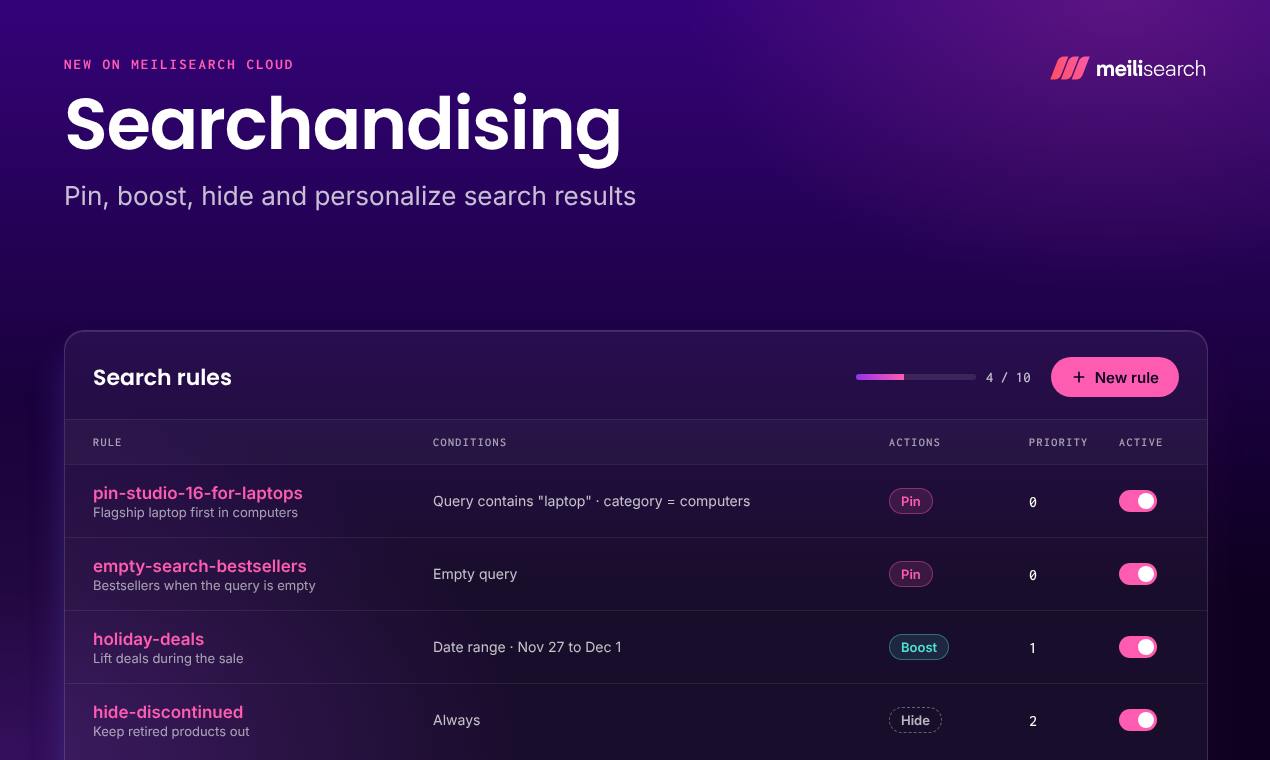 NEW ON MEILISEARCH CLOUD
meilisearch
Searchandising
Pin, boost, hide and personalize search results
Search rules
4 / 10
+ New rule
RULE CONDITIONS ACTIONS PRIORITY ACTIVE
pin-studio-16-for-laptops
Flagship laptop first in computers
Query contains "laptop" · category = computers
Pin
0
empty-search-bestsellers
Bestsellers when the query is empty
Empty query
Pin
0
holiday-deals
Lift deals during the sale
Date range · Nov 27 to Dec 1
Boost
1
hide-discontinued
Keep retired products out
Always
Hide
2